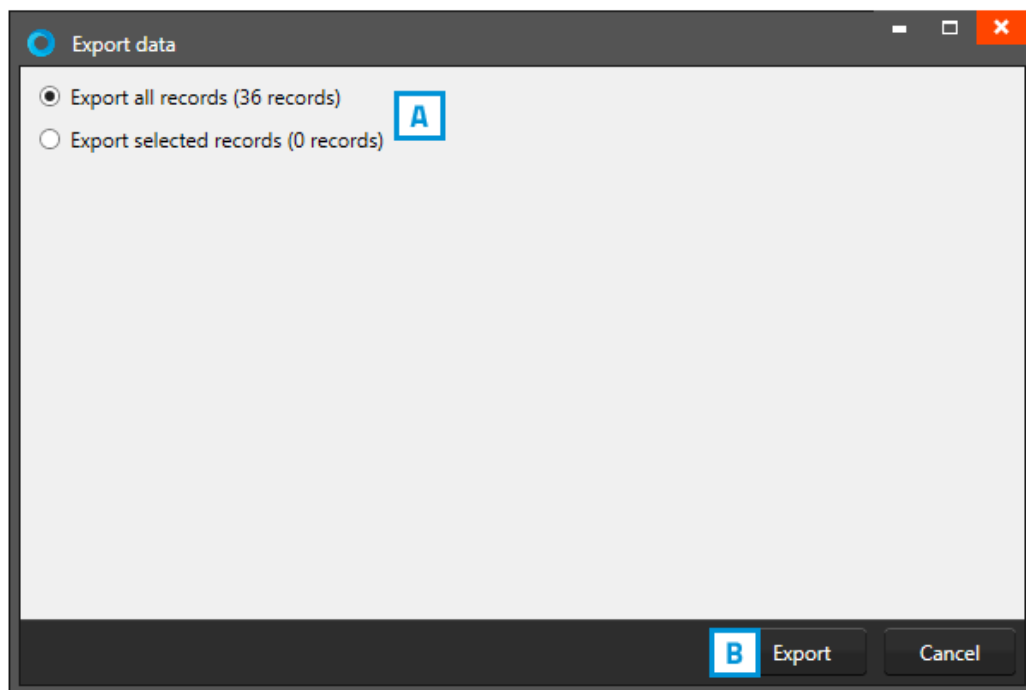 Export data
Export all records (36 records)
A
Export selected records (0 records)
B
Export
Cancel